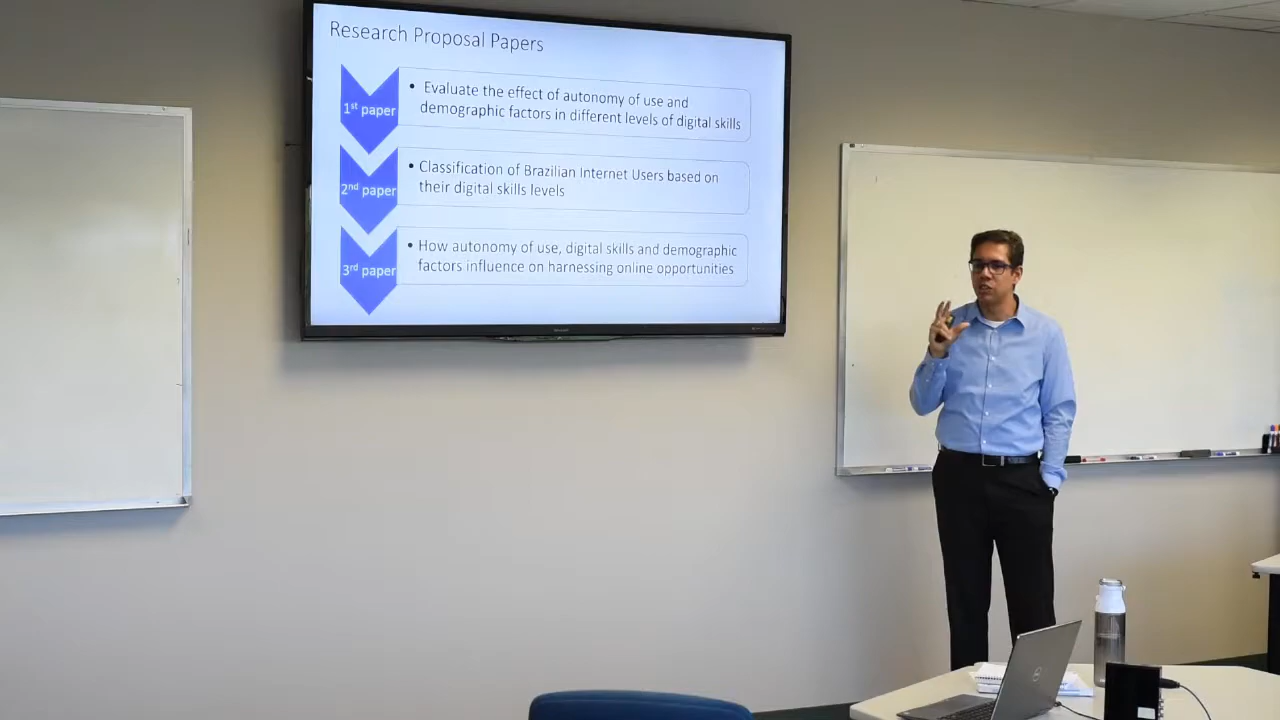 Research Proposal Papers
1st paper
• Evaluate the effect of autonomy of use and
demographic factors in different levels of digital skills
2nd paper
• Classification of Brazilian Internet Users based on
their digital skills levels
3rd paper
• How autonomy of use, digital skills and demographic
factors influence on harnessing online opportunities